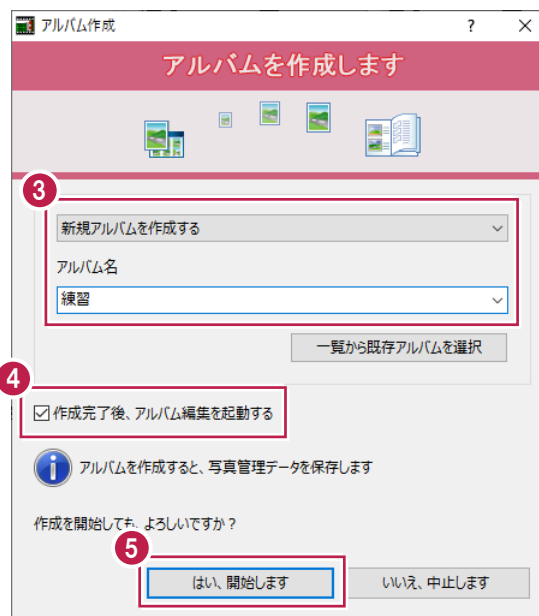 アルバム作成
?
アルバムを作成します
3
新規アルバムを作成する
アルバム名
練習
一覧から既存アルバムを選択
4
作成完了後、アルバム編集を起動する
アルバムを作成すると、写真管理データを保存します
作成を開始しても、よろしいですか?
5
はい、開始します
いいえ、中止します